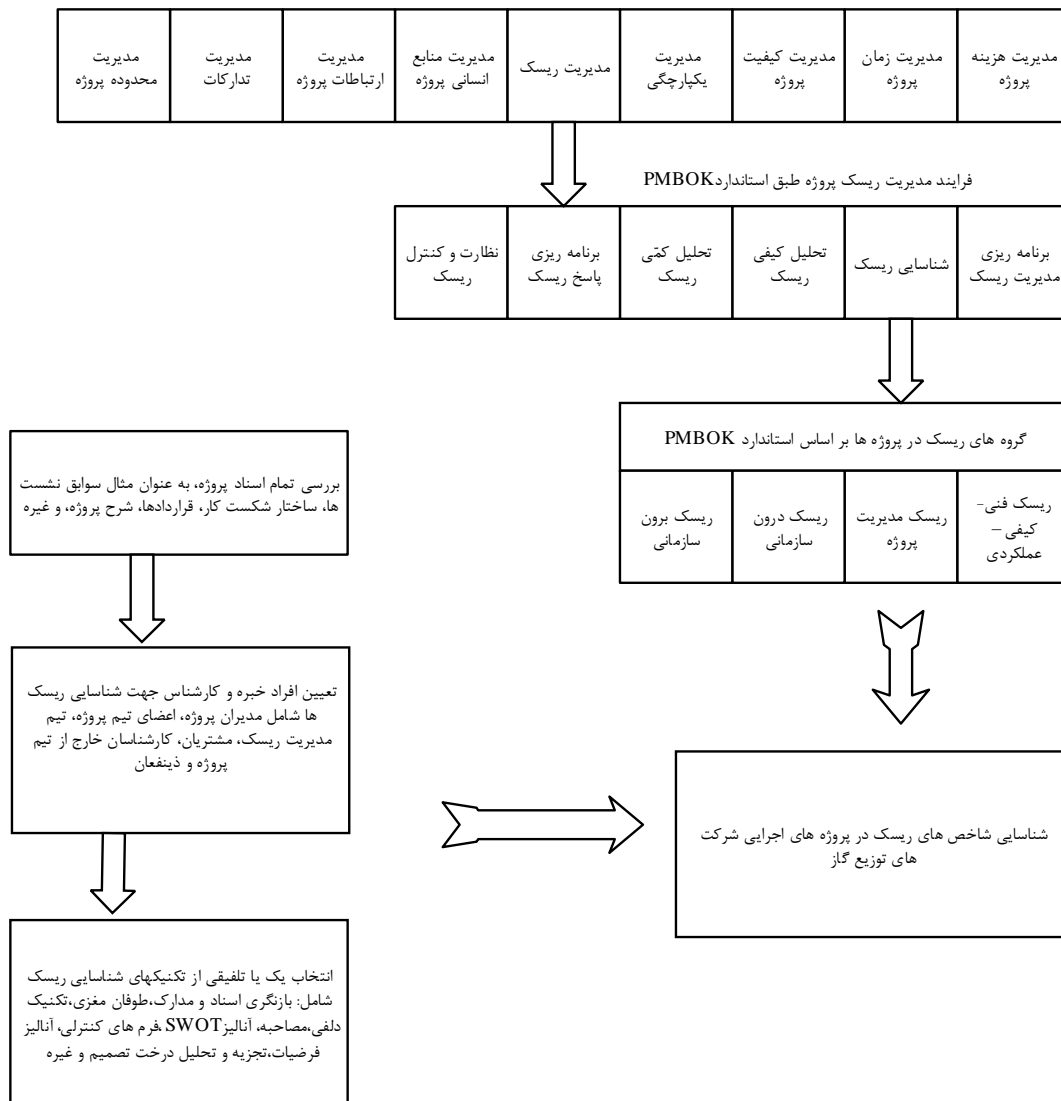 مدیریت هزینه
پروژه
مدیریت زمان
پروژه
مدیریت کیفیت
پروژه
مدیریت
یکپارچگی
مدیریت ریسک
مدیریت منابع
انسانی پروژه
مدیریت
ارتباطات پروژه
مدیریت
تدارکات
مدیریت
محدوده پروژه
فرایند مدیریت ریسک پروژه طبق استانداردPMBOK
برنامه ریزی
مدیریت ریسک
شناسایی ریسک
تحلیل کیفی
ریسک
تحلیل کمّی
ریسک
برنامه ریزی
پاسخ ریسک
نظارت و کنترل
ریسک
گروه های ریسک در پروژه ها بر اساس استاندارد PMBOK
ریسک فنی-
کیفی –
عملکردی
ریسک مدیریت
پروژه
ریسک درون
سازمانی
ریسک برون
سازمانی
بررسی تمام اسناد پروژه، به عنوان مثال سوابق نشست
ها، ساختار شکست کار، قراردادها، شرح پروژه، و غیره
تعیین افراد خبره و کارشناس جهت شناسایی ریسک
ها شامل مدیران پروژه، اعضای تیم پروژه، تیم
مدیریت ریسک، مشتریان، کارشناسان خارج از تیم
پروژه و ذینفعان
انتخاب یک یا تلفیقی از تکنیکهای شناسایی ریسک
شامل: بازنگری اسناد و مدارک،طوفان مغزی،تکنیک
دلفی،مصاحبه، آنالیزSWOT ،فرم های کنترلی، آنالیز
فرضیات،تجزیه و تحلیل درخت تصمیم و غیره
شناسایی شاخص های ریسک در پروژه های اجرایی شرکت
های توزیع گاز